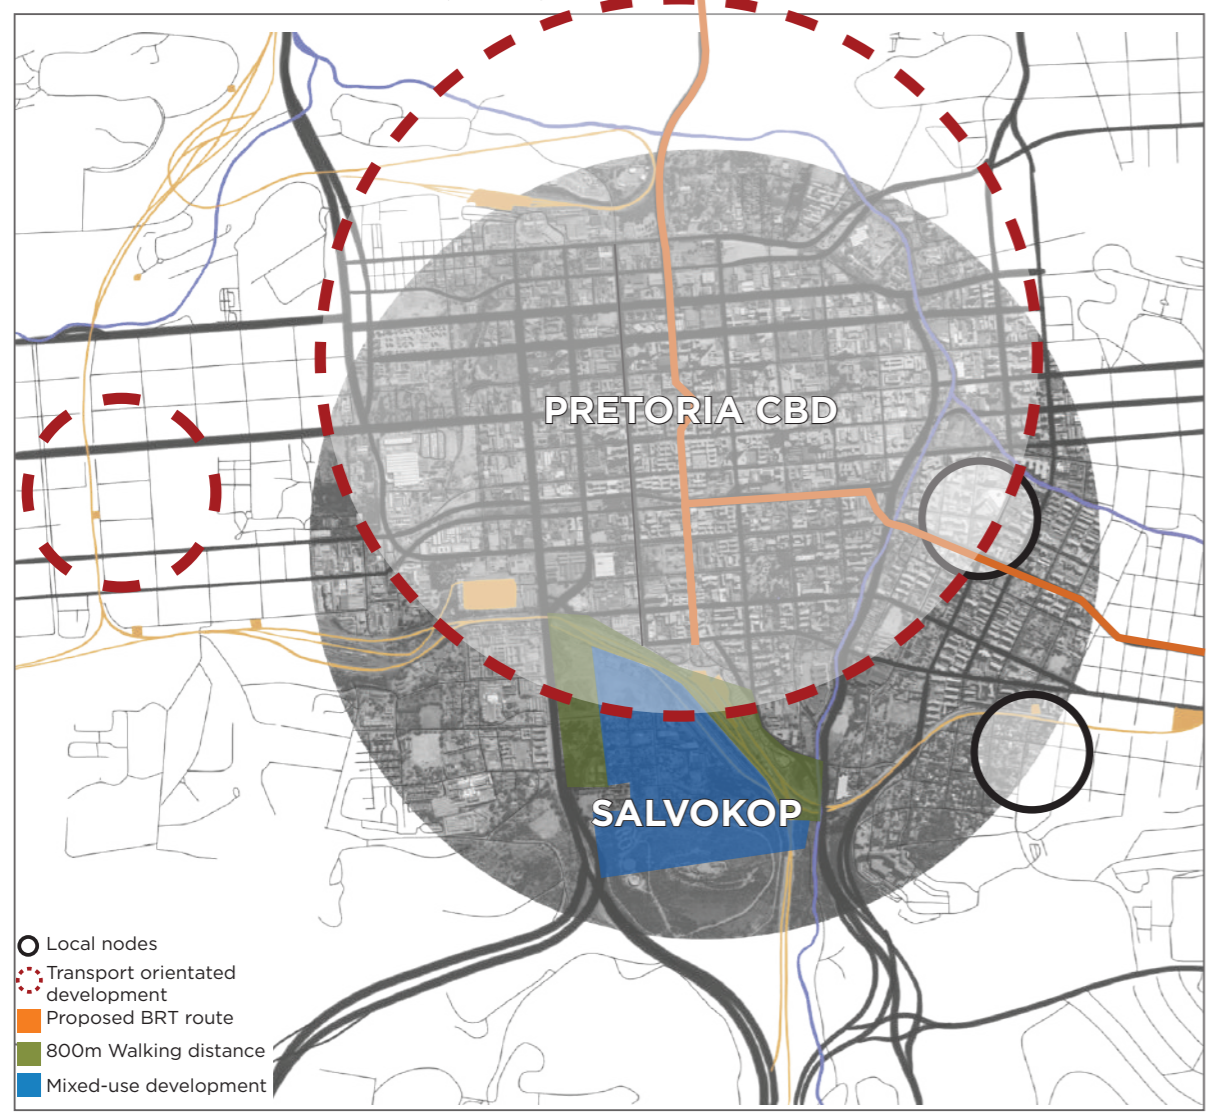 PRETORIA CBD
SALVOKOP
Local nodes
Transport orientated
development
Proposed BRT route
800m Walking distance
Mixed-use development